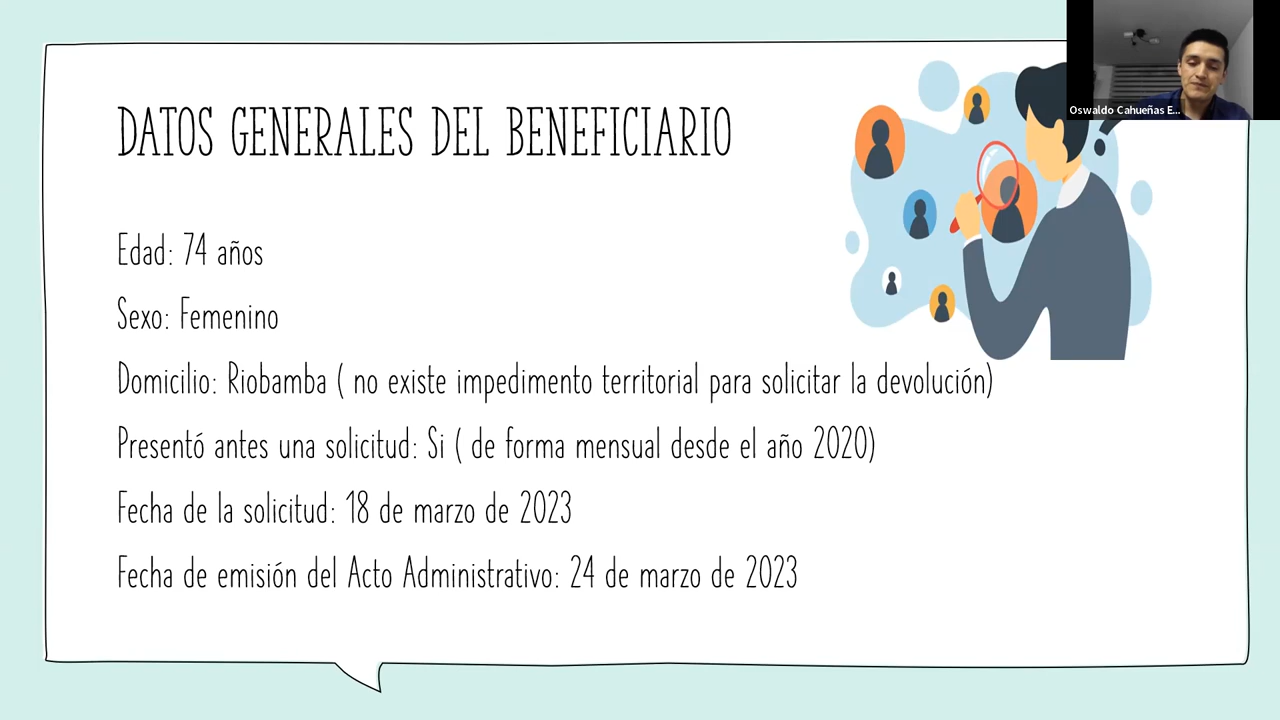 Oswaldo Cahueñas E...
DATOS GENERALES DEL BENEFICIARIO
Edad: 74 años
Sexo: Femenino
Domicilio: Riobamba ( no existe impedimento territorial para solicitar la devolución)
Presentó antes una solicitud: Si ( de forma mensual desde el año 2020)
Fecha de la solicitud: 18 de marzo de 2023
Fecha de emisión del Acto Administrativo: 24 de marzo de 2023